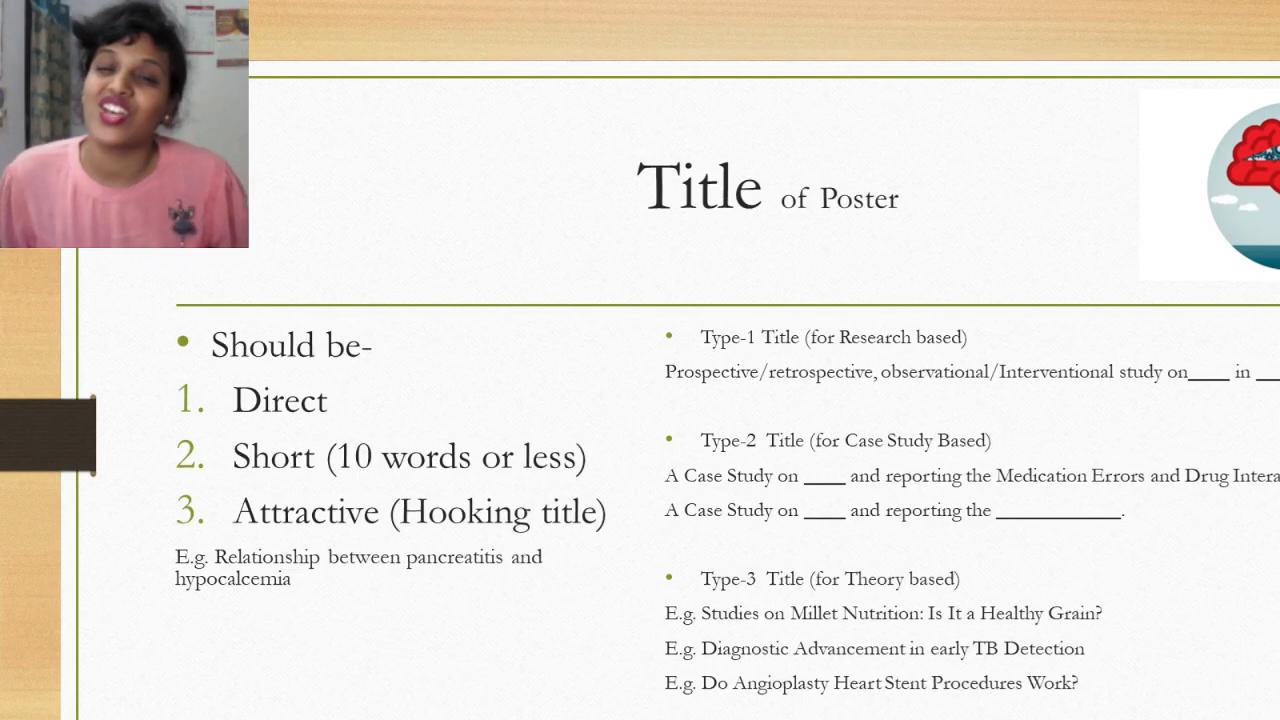 Title of Poster
• Should be-
1. Direct
2. Short (10 words or less)
3. Attractive (Hooking title)
E.g. Relationship between pancreatitis and
hypocalcemia
• Type-1 Title (for Research based)
Prospective/retrospective, observational/Interventional study on____ in ___
• Type-2 Title (for Case Study Based)
A Case Study on ____ and reporting the Medication Errors and Drug
A Case Study on ____ and reporting the ____________.
• Type-3 Title (for Theory based)
E.g. Studies on Millet Nutrition: Is It a Healthy Grain?
E.g. Diagnostic Advancement in early TB Detection
E.g. Do Angioplasty Heart Stent Procedures Work?